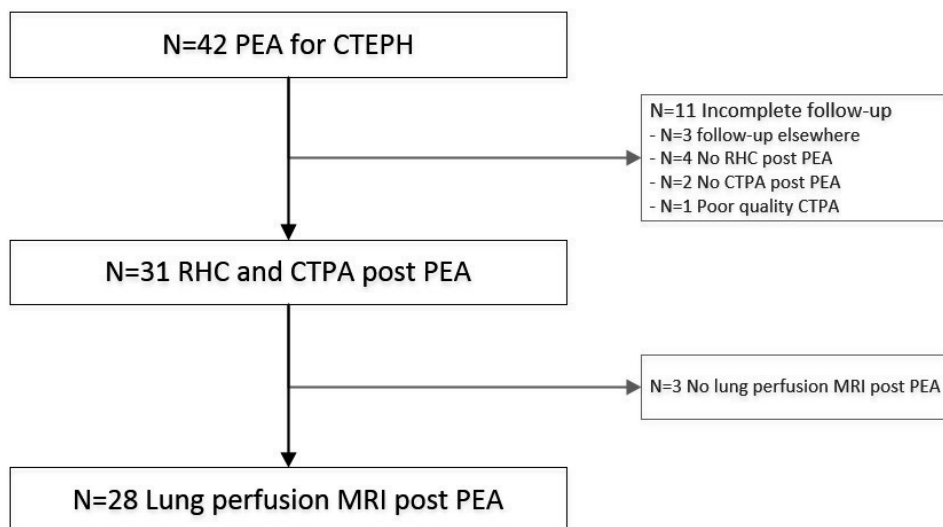 N=42 PEA for CTEPH
N=11 Incomplete follow-up
- N=3 follow-up elsewhere
- N=4 No RHC post PEA
- N=2 No CTPA post PEA
- N=1 Poor quality CTPA
N=31 RHC and CTPA post PEA
N=3 No lung perfusion MRI post PEA
N=28 Lung perfusion MRI post PEA